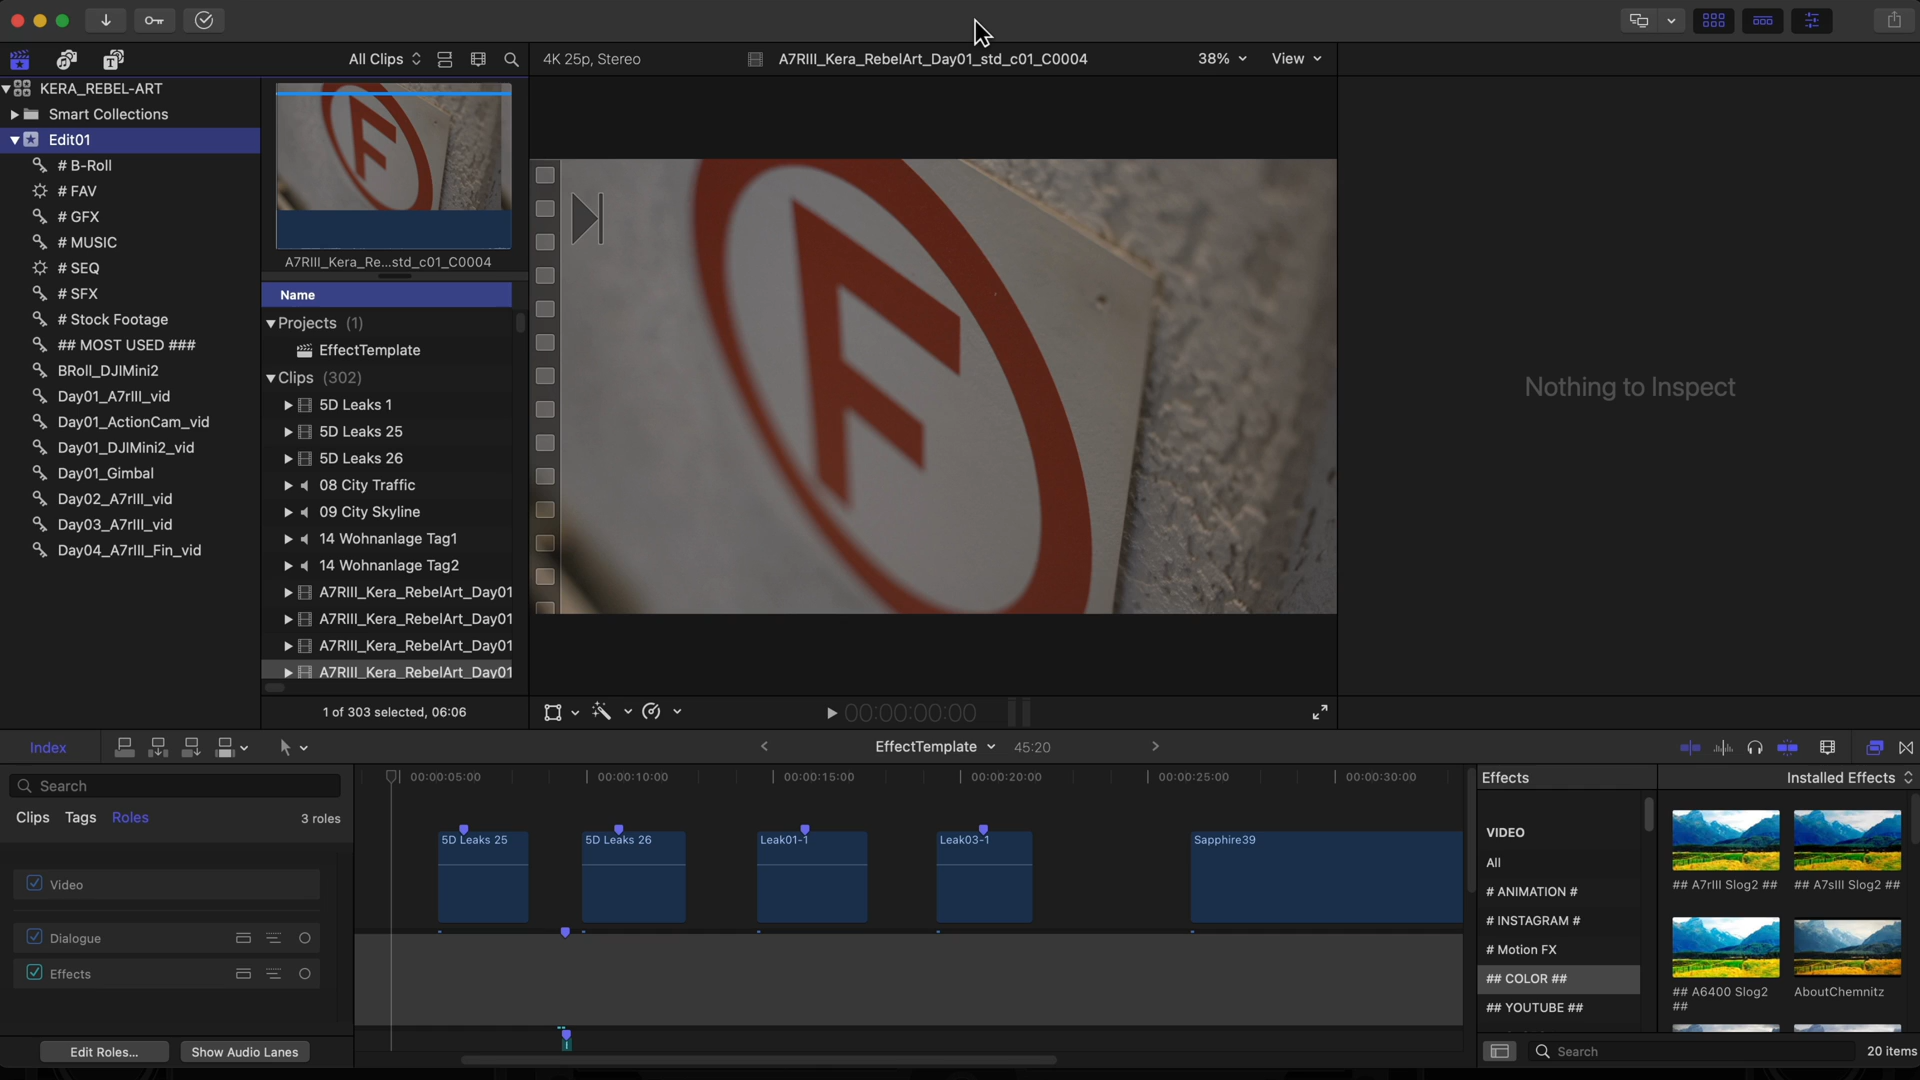 All Clips
4K 25p, Stereo
A7RIII_Kera_RebelArt_Day01_std_c01_C0004
38%
View
KERA_REBEL-ART
Smart Collections
Edit01
# B-Roll
# FAV
# GFX
# MUSIC
# SEQ
# SFX
# Stock Footage
## MOST USED ###
BRoll_DJIMini2
Day01_A7rIII_vid
Day01_ActionCam_vid
Day01_DJIMini2_vid
Day01_Gimbal
Day02_A7rIII_vid
Day03_A7rIII_vid
Day04_A7rIII_Fin_vid
A7RIII_Kera_Re...std_c01_C0004
Name
Projects (1)
EffectTemplate
Clips (302)
5D Leaks 1
5D Leaks 25
5D Leaks 26
08 City Traffic
09 City Skyline
14 Wohnanlage Tag1
14 Wohnanlage Tag2
A7RIII_Kera_RebelArt_Day01
A7RIII_Kera_RebelArt_Day01
A7RIII_Kera_RebelArt_Day01
A7RIII_Kera_RebelArt_Day01
1 of 303 selected, 06:06
F
F
Nothing to Inspect
00:00:00:00
Index
EffectTemplate
45:20
Search
Clips
Tags
Roles
3 roles
Video
Dialogue
Effects
Edit Roles...
Show Audio Lanes
00:00:05:00
00:00:10:00
00:00:15:00
00:00:20:00
00:00:25:00
00:00:30:00
5D Leaks 25
5D Leaks 26
Leak01-1
Leak03-1
Sapphire39
Effects
Installed Effects
VIDEO
All
# ANIMATION #
# INSTAGRAM #
# Motion FX
## COLOR ##
## YOUTUBE ##
## A7rIII Slog2 ##
## A7sIII Slog2 ##
## A6400 Slog2
##
AboutChemnitz
Search
20 items